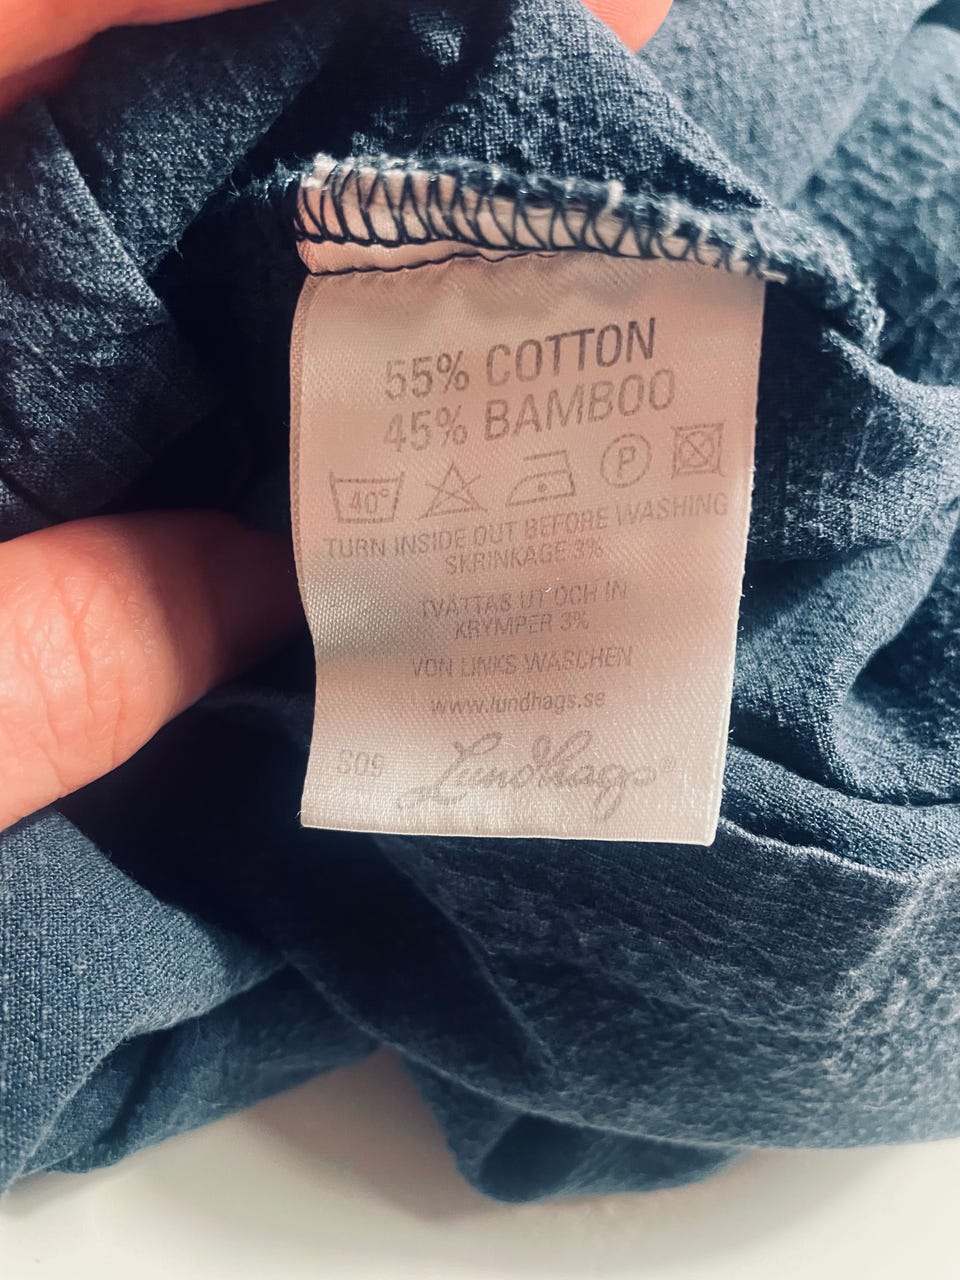 55% COTTON
45% BAMBOO
40° P
TURN INSIDE OUT BEFORE WASHING
SKRINKAGE 3%
TVÄTTAS UT OCH IN
KRYMPER 3%
VON LINKS WASCHEN
www.lundhags.se
S09 Lundhags®